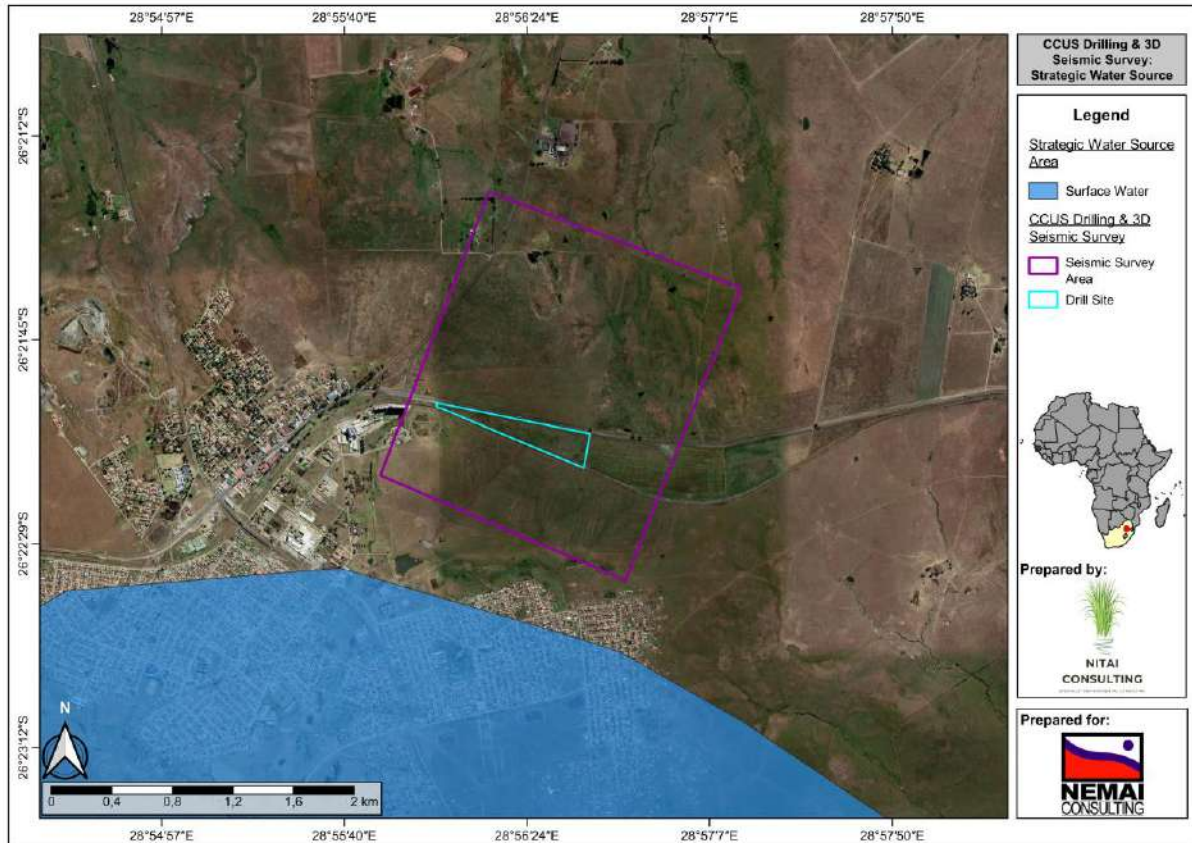 28°54'57"E 28°55'40"E 28°56'24"E 28°57'7"E 28°57'50"E
CCUS Drilling & 3D
Seismic Survey:
Strategic Water Source
Legend
Strategic Water Source
Area
Surface Water
CCUS Drilling & 3D
Seismic Survey
Seismic Survey
Area
Drill Site
26°21'2"S
26°21'45"S
26°22'29"S
26°23'12"S
N
0 0,4 0,8 1,2 1,6 2 km
28°54'57"E 28°55'40"E 28°56'24"E 28°57'7"E 28°57'50"E
Prepared by:
NITAI
CONSULTING
Prepared for:
NEMAI
CONSULTING